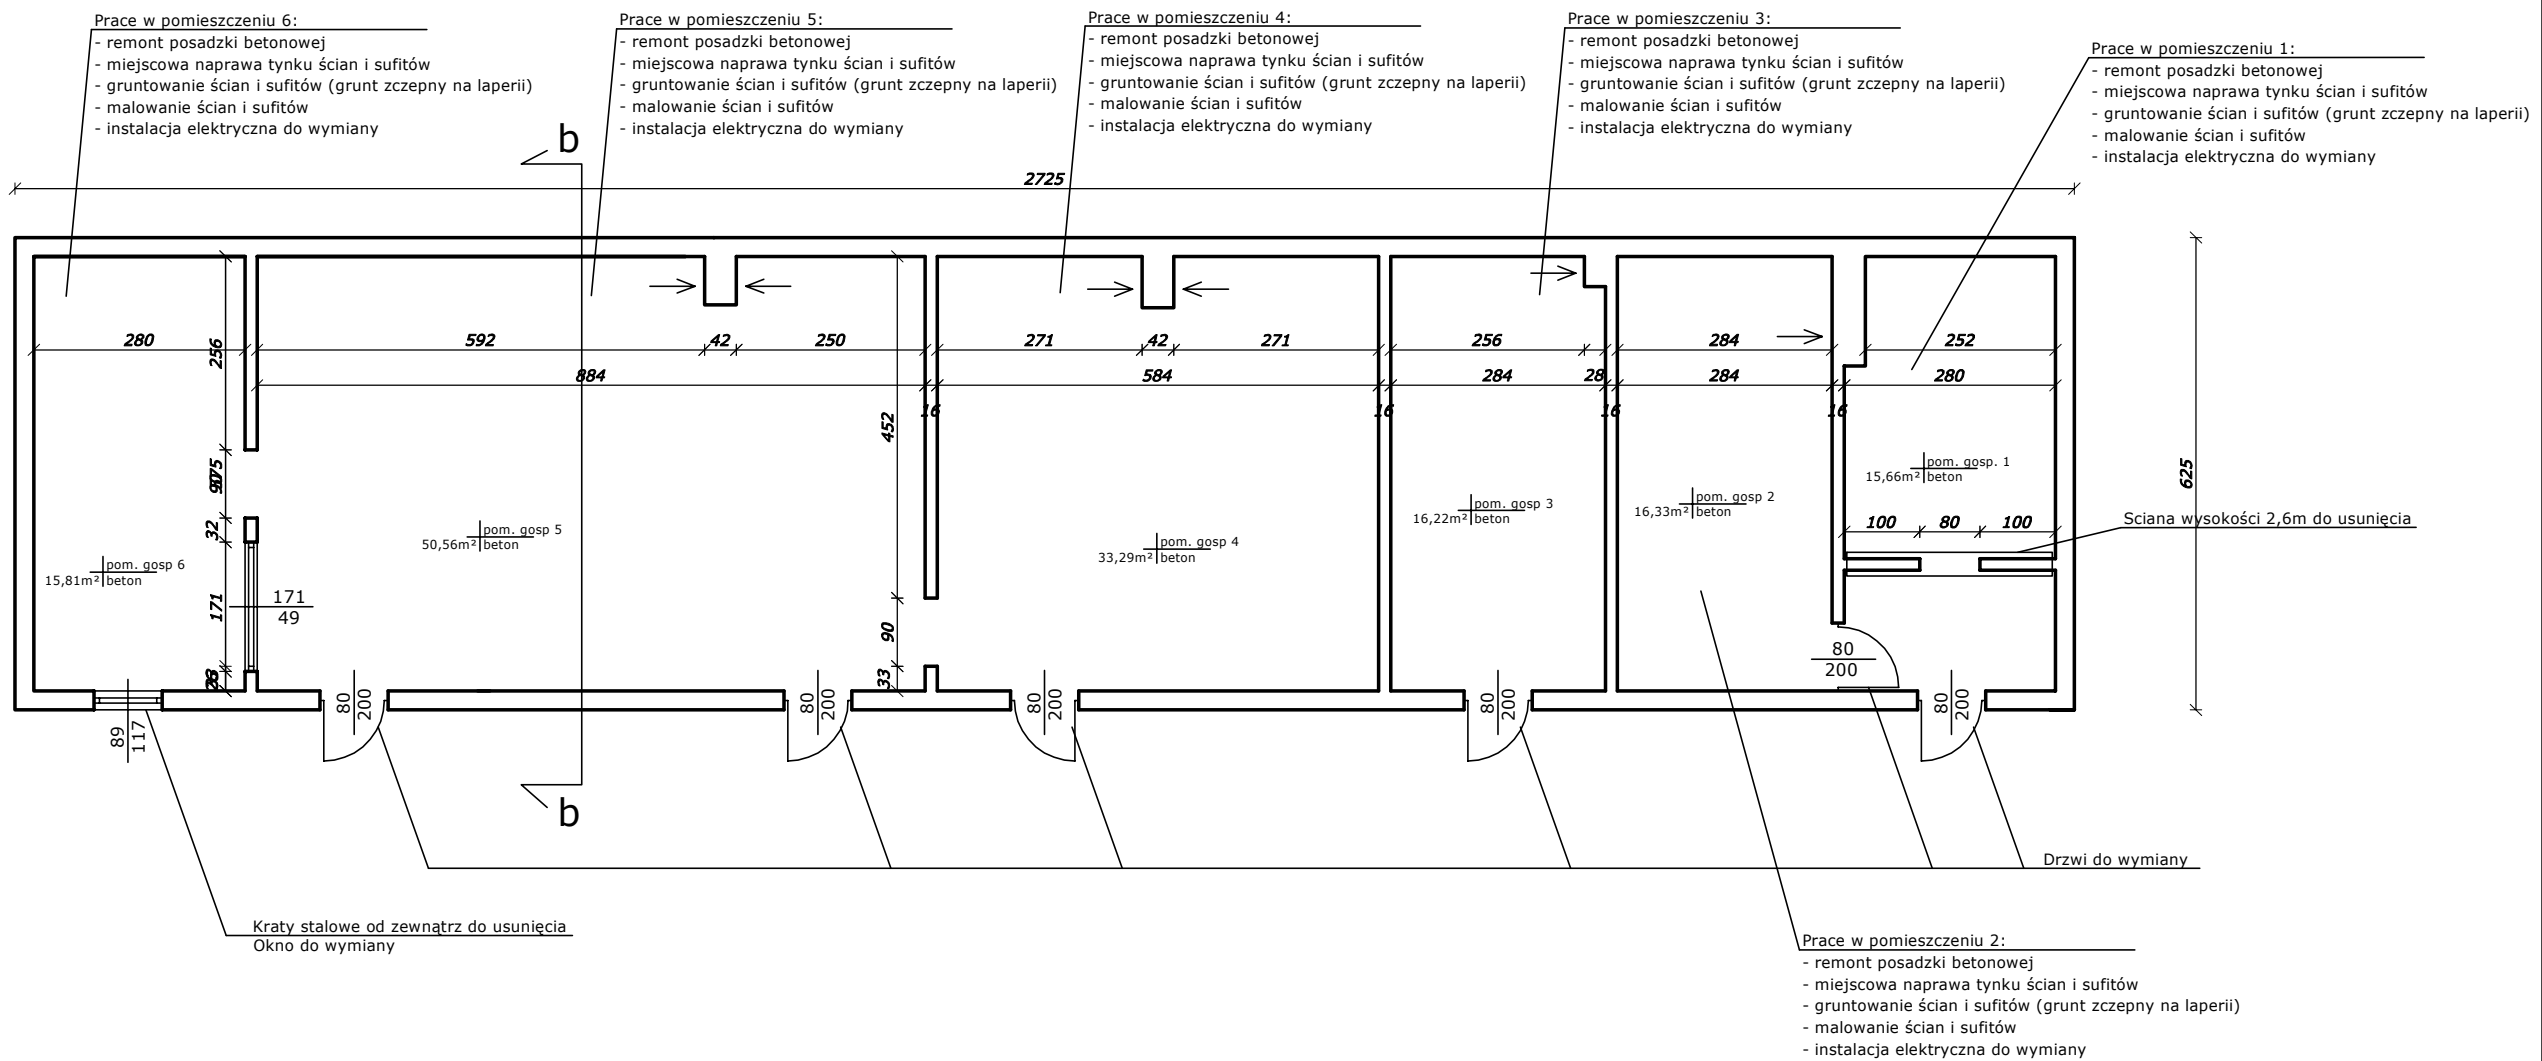 Prace w pomieszczeniu 6:
- remont posadzki betonowej
- miejscowa naprawa tynku ścian i sufitów
- gruntowanie ścian i sufitów (grunt zczepny na laperii)
- malowanie ścian i sufitów
- instalacja elektryczna do wymiany
Prace w pomieszczeniu 5:
- remont posadzki betonowej
- miejscowa naprawa tynku ścian i sufitów
- gruntowanie ścian i sufitów (grunt zczepny na laperii)
- malowanie ścian i sufitów
- instalacja elektryczna do wymiany
Prace w pomieszczeniu 4:
- remont posadzki betonowej
- miejscowa naprawa tynku ścian i sufitów
- gruntowanie ścian i sufitów (grunt zczepny na laperii)
- malowanie ścian i sufitów
- instalacja elektryczna do wymiany
Prace w pomieszczeniu 3:
- remont posadzki betonowej
- miejscowa naprawa tynku ścian i sufitów
- gruntowanie ścian i sufitów (grunt zczepny na laperii)
- malowanie ścian i sufitów
- instalacja elektryczna do wymiany
Prace w pomieszczeniu 1:
- remont posadzki betonowej
- miejscowa naprawa tynku ścian i sufitów
- gruntowanie ścian i sufitów (grunt zczepny na laperii)
- malowanie ścian i sufitów
- instalacja elektryczna do wymiany
b
2725
280
256
592
42
250
271
42
271
256
284
252
884
584
284
28
284
280
16
16
16
16
452
625
32
171
90
33
171
49
pom. gosp 6
15,81m² beton
pom. gosp 5
50,56m² beton
pom. gosp 4
33,29m² beton
pom. gosp 3
16,22m² beton
pom. gosp 2
16,33m² beton
pom. gosp. 1
15,66m² beton
100
80
100
Sciana wysokości 2,6m do usunięcia
80
200
89
117
80
200
80
200
80
200
80
200
80
200
b
Drzwi do wymiany
Kraty stalowe od zewnątrz do usunięcia
Okno do wymiany
Prace w pomieszczeniu 2:
- remont posadzki betonowej
- miejscowa naprawa tynku ścian i sufitów
- gruntowanie ścian i sufitów (grunt zczepny na laperii)
- malowanie ścian i sufitów
- instalacja elektryczna do wymiany